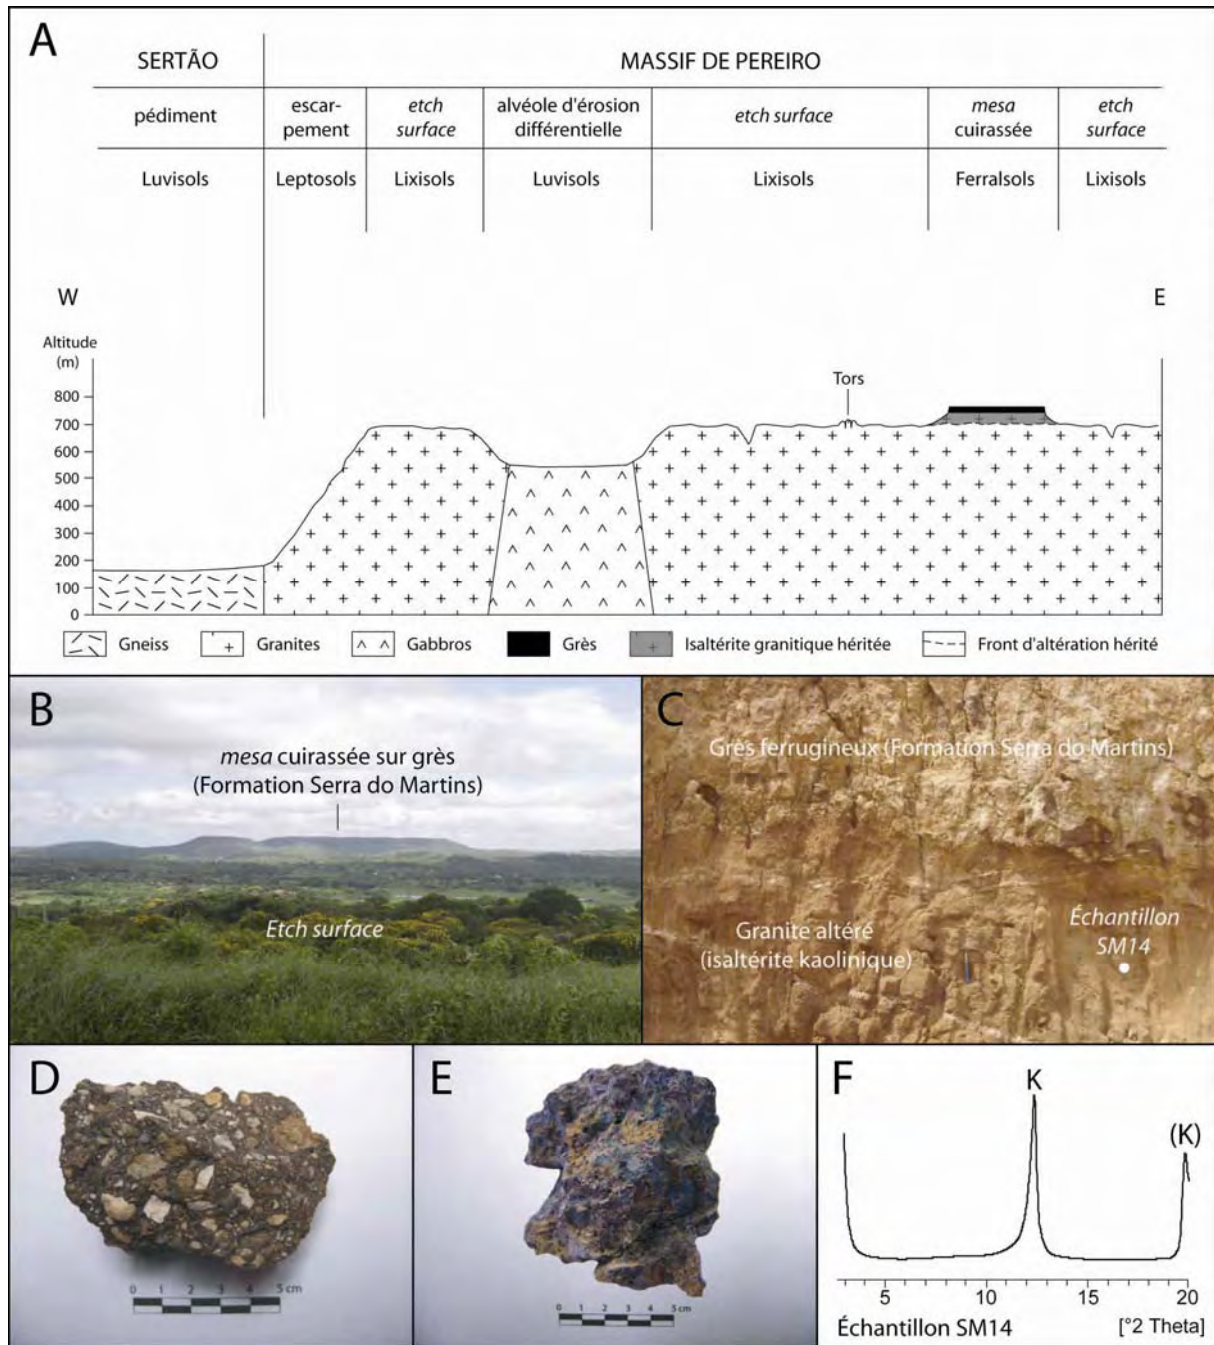 A
SERTÃO
MASSIF DE PEREIRO
pédiment
escar-
pement
etch
surface
alvéole d'érosion
différentielle
etch surface
mesa
cuirassée
etch
surface
Luvisols
Leptosols
Lixisols
Luvisols
Lixisols
Ferralsols
Lixisols
W
E
Altitude
(m)
800
700
600
500
400
300
200
100
0
Tors
Gneiss
Granites
Gabbros
Grès
Isaltérite granitique héritée
Front d'altération hérité
B
mesa cuirassée sur grès
(Formation Serra do Martins)
Etch surface
C
Grès ferrugineux (Formation Serra do Martins)
Granite altéré
(isaltérite kaolinique)
Échantillon
SM14
D
0 1 2 3 4 5 cm
E
0 1 2 3 4 5 cm
F
K
(K)
5 10 15 20
Échantillon SM14
[°2 Theta]